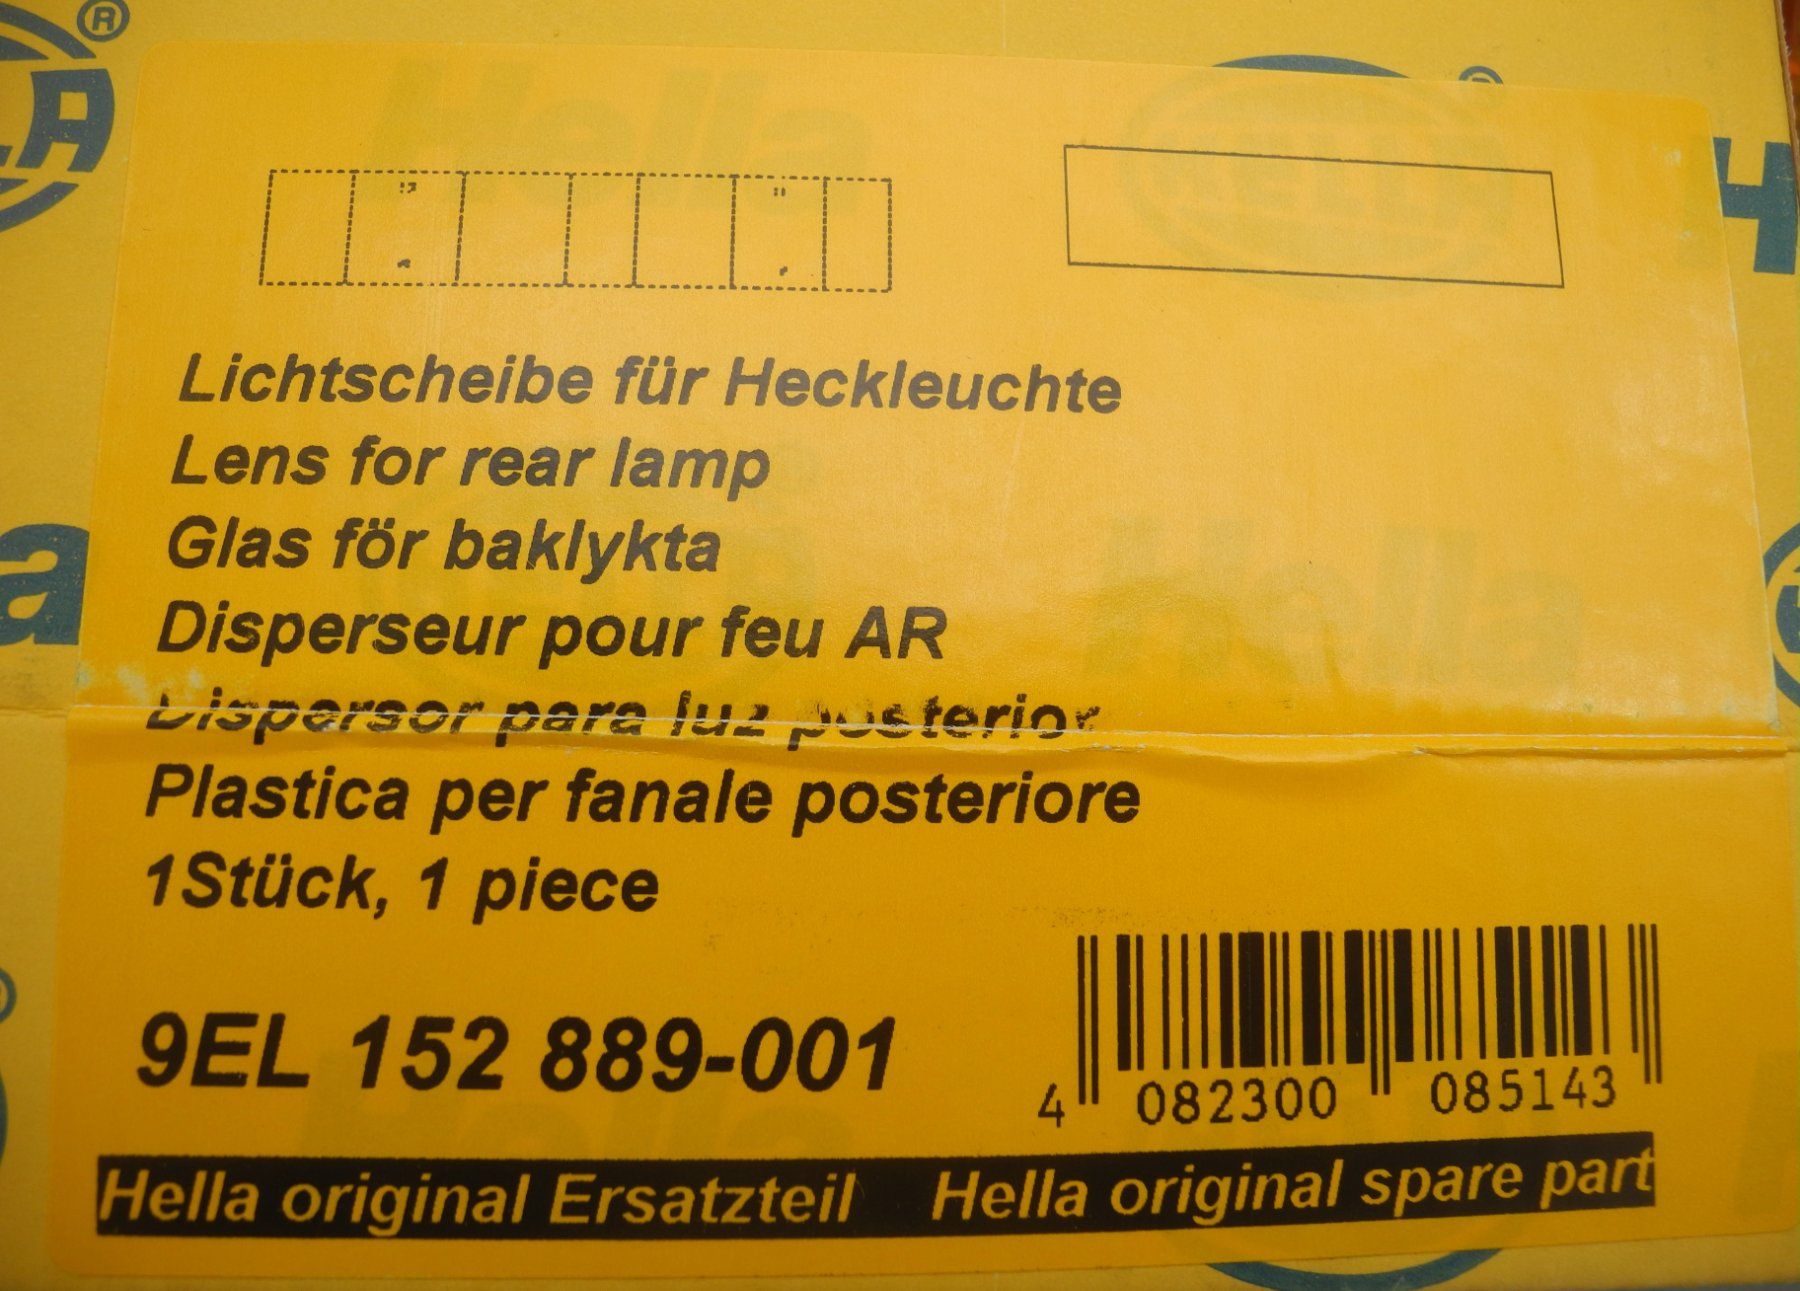 Lichtscheibe für Heckleuchte
Lens for rear lamp
Glas för baklykta
Disperseur pour feu AR
Dispersor para luz posterior
Plastica per fanale posteriore
1Stück, 1 piece
9EL 152 889-001
4 082300 085143
Hella original Ersatzteil Hella original spare part